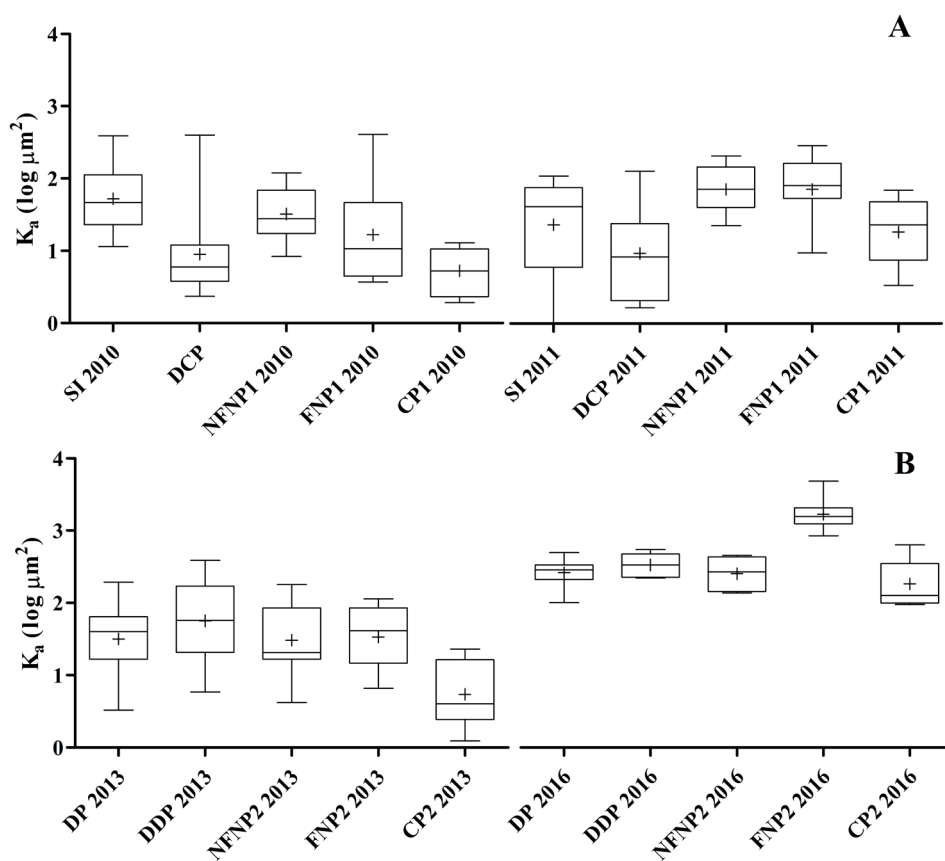 A
Kₐ (log µm²)
4
3
2
1
0
SI 2010
DCP
NFNP1 2010
FNP1 2010
CP1 2010
SI 2011
DCP 2011
NFNP1 2011
FNP1 2011
CP1 2011
B
Kₐ (log µm²)
4
3
2
1
0
DP 2013
DDP 2013
NFNP2 2013
FNP2 2013
CP2 2013
DP 2016
DDP 2016
NFNP2 2016
FNP2 2016
CP2 2016